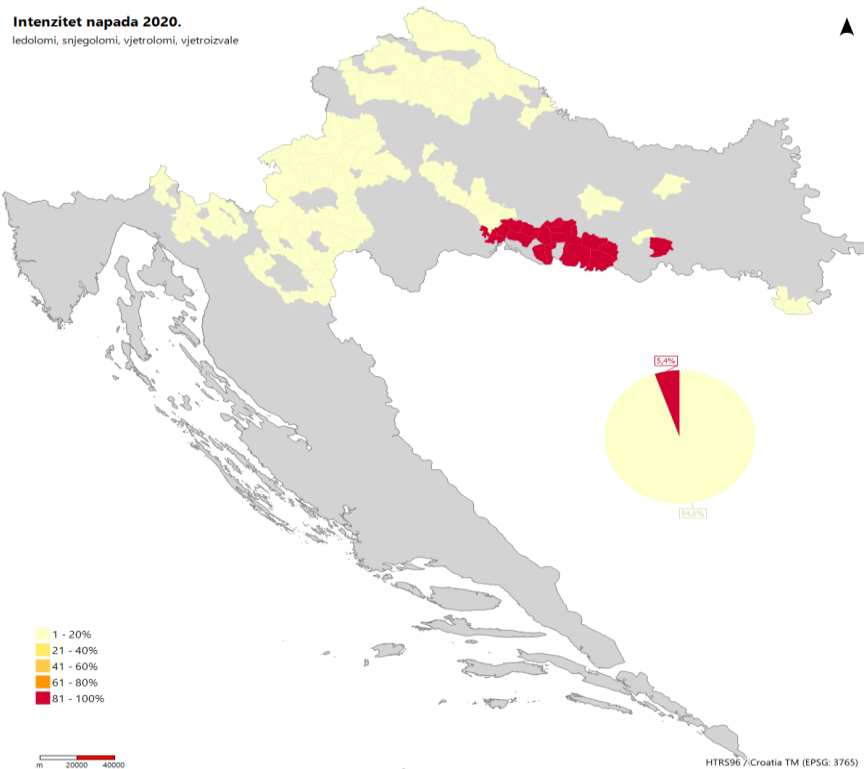 Intenzitet napada 2020.
ledolomi, snjegolomi, vjetrolomi, vjetroizvale
5,4%
94,6%
1 - 20%
21 - 40%
41 - 60%
61 - 80%
81 - 100%
m 20000 40000
HTRS96 / Croatia TM (EPSG: 3765)